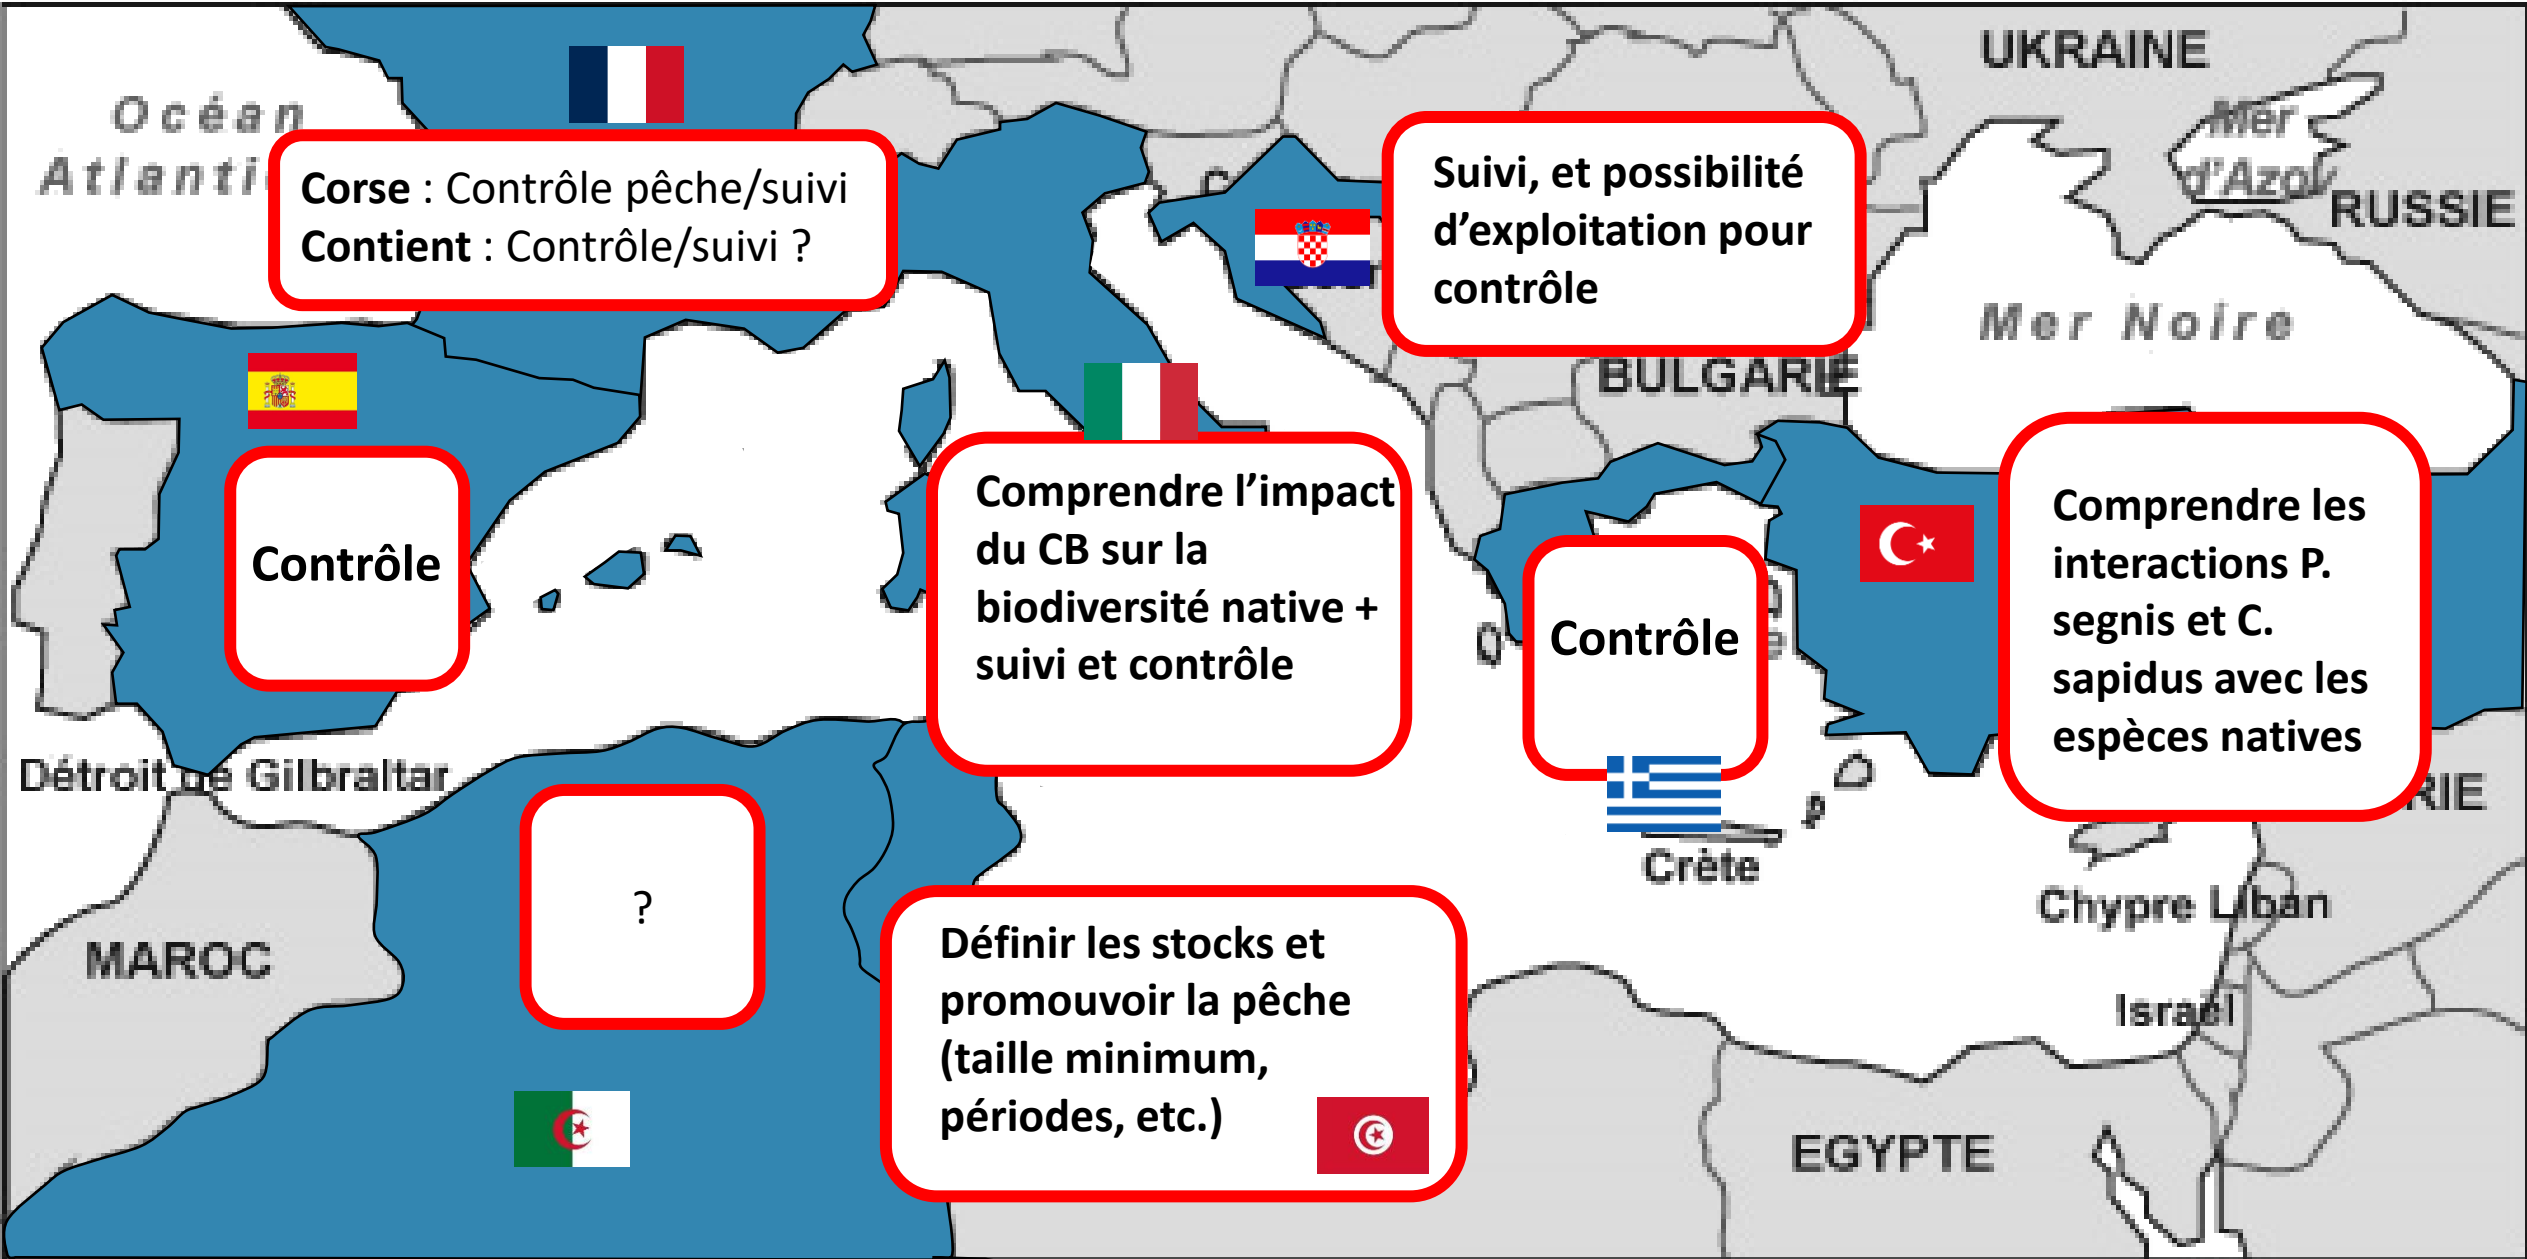 UKRAINE
Océan
Mer
Corse : Contrôle pêche/suivi
Suivi, et possibilité
d'Azov
RUSSIE
Contient : Contrôle/suivi ?
d’exploitation pour
contrôle
Mer Noire
BULGARIE
Contrôle
Comprendre l’impact
du CB sur la
biodiversité native +
suivi et contrôle
Contrôle
Comprendre les
interactions P.
segnis et C.
sapidus avec les
espèces natives
Détroit de Gilbraltar
Crète
Chypre
Liban
?
MAROC
Définir les stocks et
promouvoir la pêche
(taille minimum,
périodes, etc.)
Israël
EGYPTE